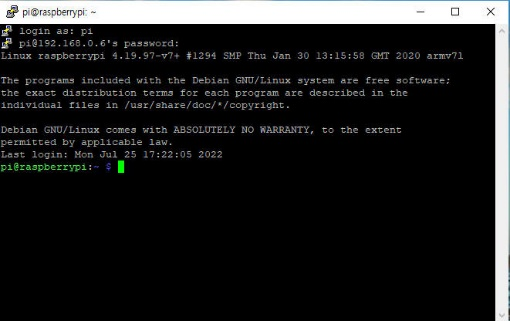 pi@raspberrypi: ~
login as: pi
pi@192.168.0.6's password:
Linux raspberrypi 4.19.97-v7+ #1294 SMP Thu Jan 30 13:15:58 GMT 2020 armv7l
The programs included with the Debian GNU/Linux system are free software;
the exact distribution terms for each program are described in the
individual files in /usr/share/doc/*/copyright.
Debian GNU/Linux comes with ABSOLUTELY NO WARRANTY, to the extent
permitted by applicable law.
Last login: Mon Jul 25 17:22:05 2022
pi@raspberrypi:~ $